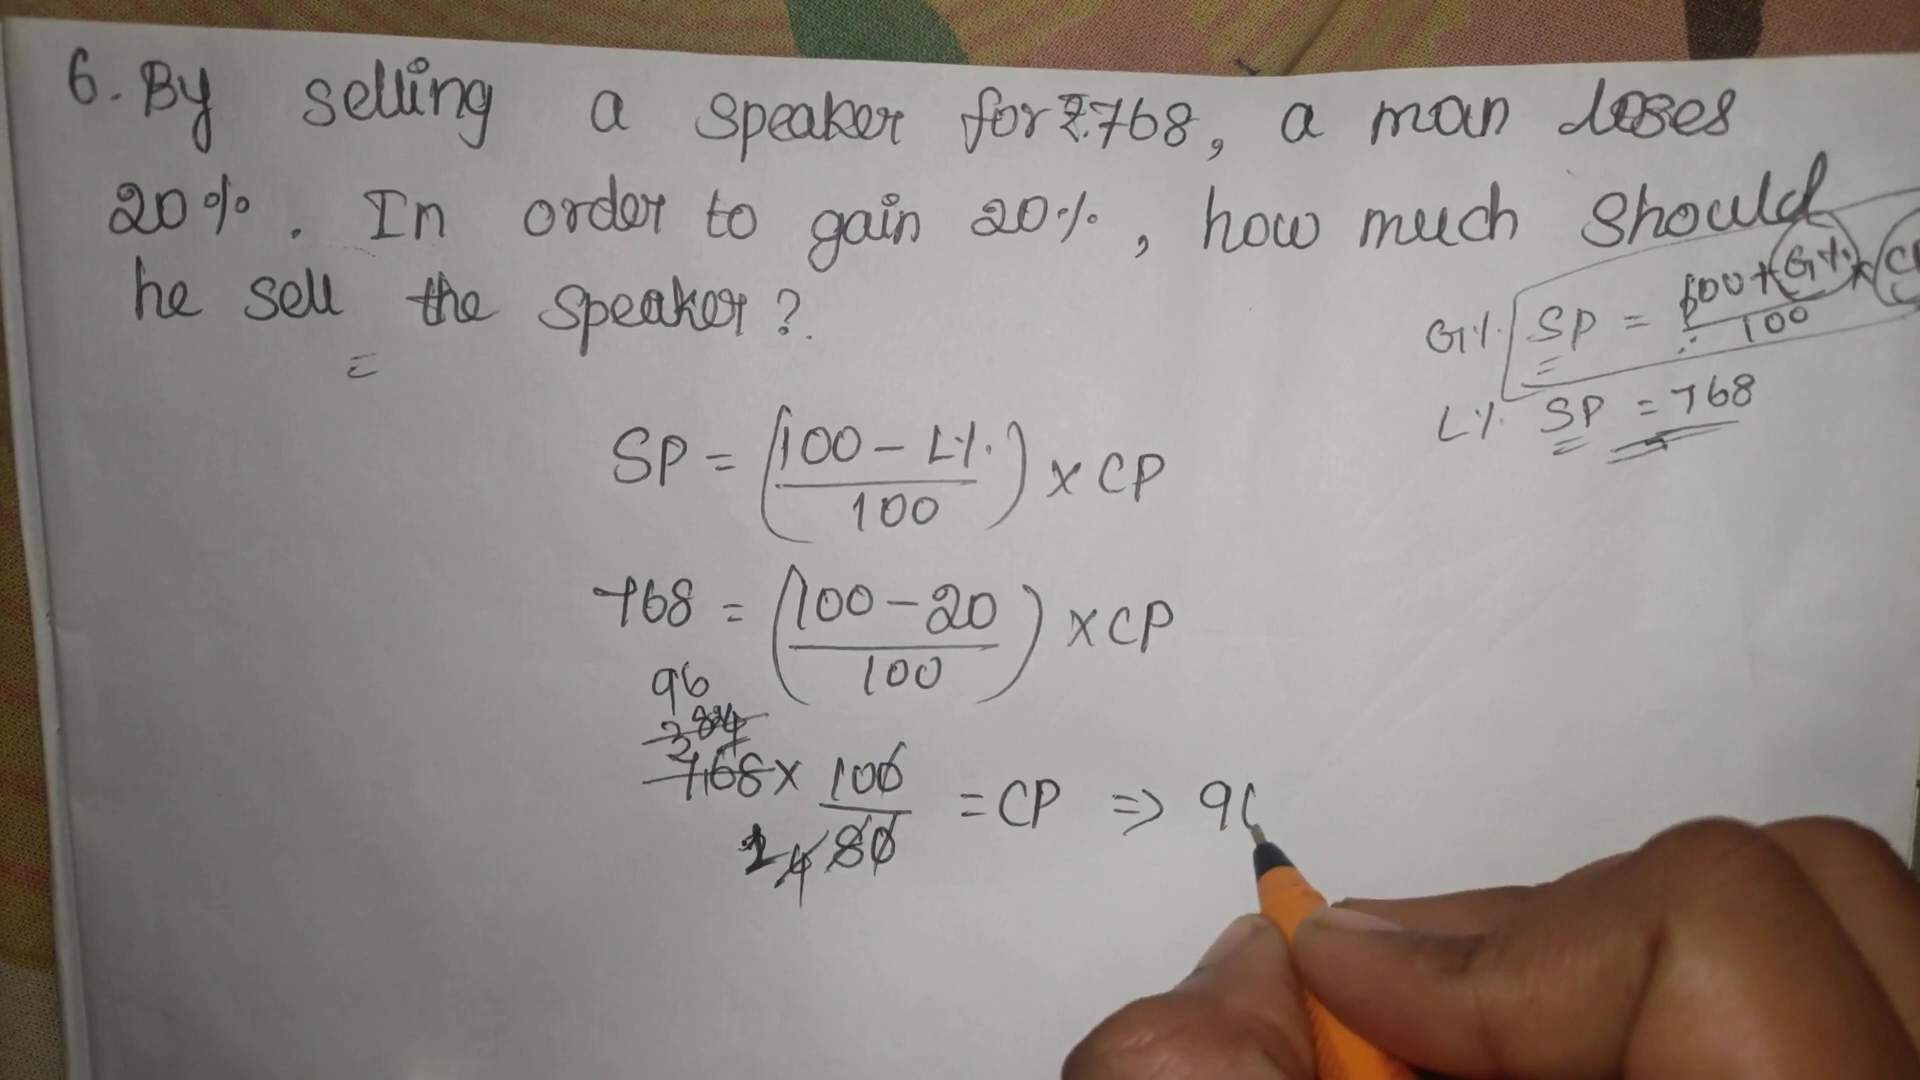 6. By selling a speaker for ₹.768, a man loses
20%. In order to gain 20%, how much should
he sell the speaker?
G% SP = 100+G% × C
100
L% SP = 768
SP = (100 - L%) × CP
100
768 = (100 - 20) × CP
100
96
384
768 × 100 = CP ⇒ 9
2 4 80